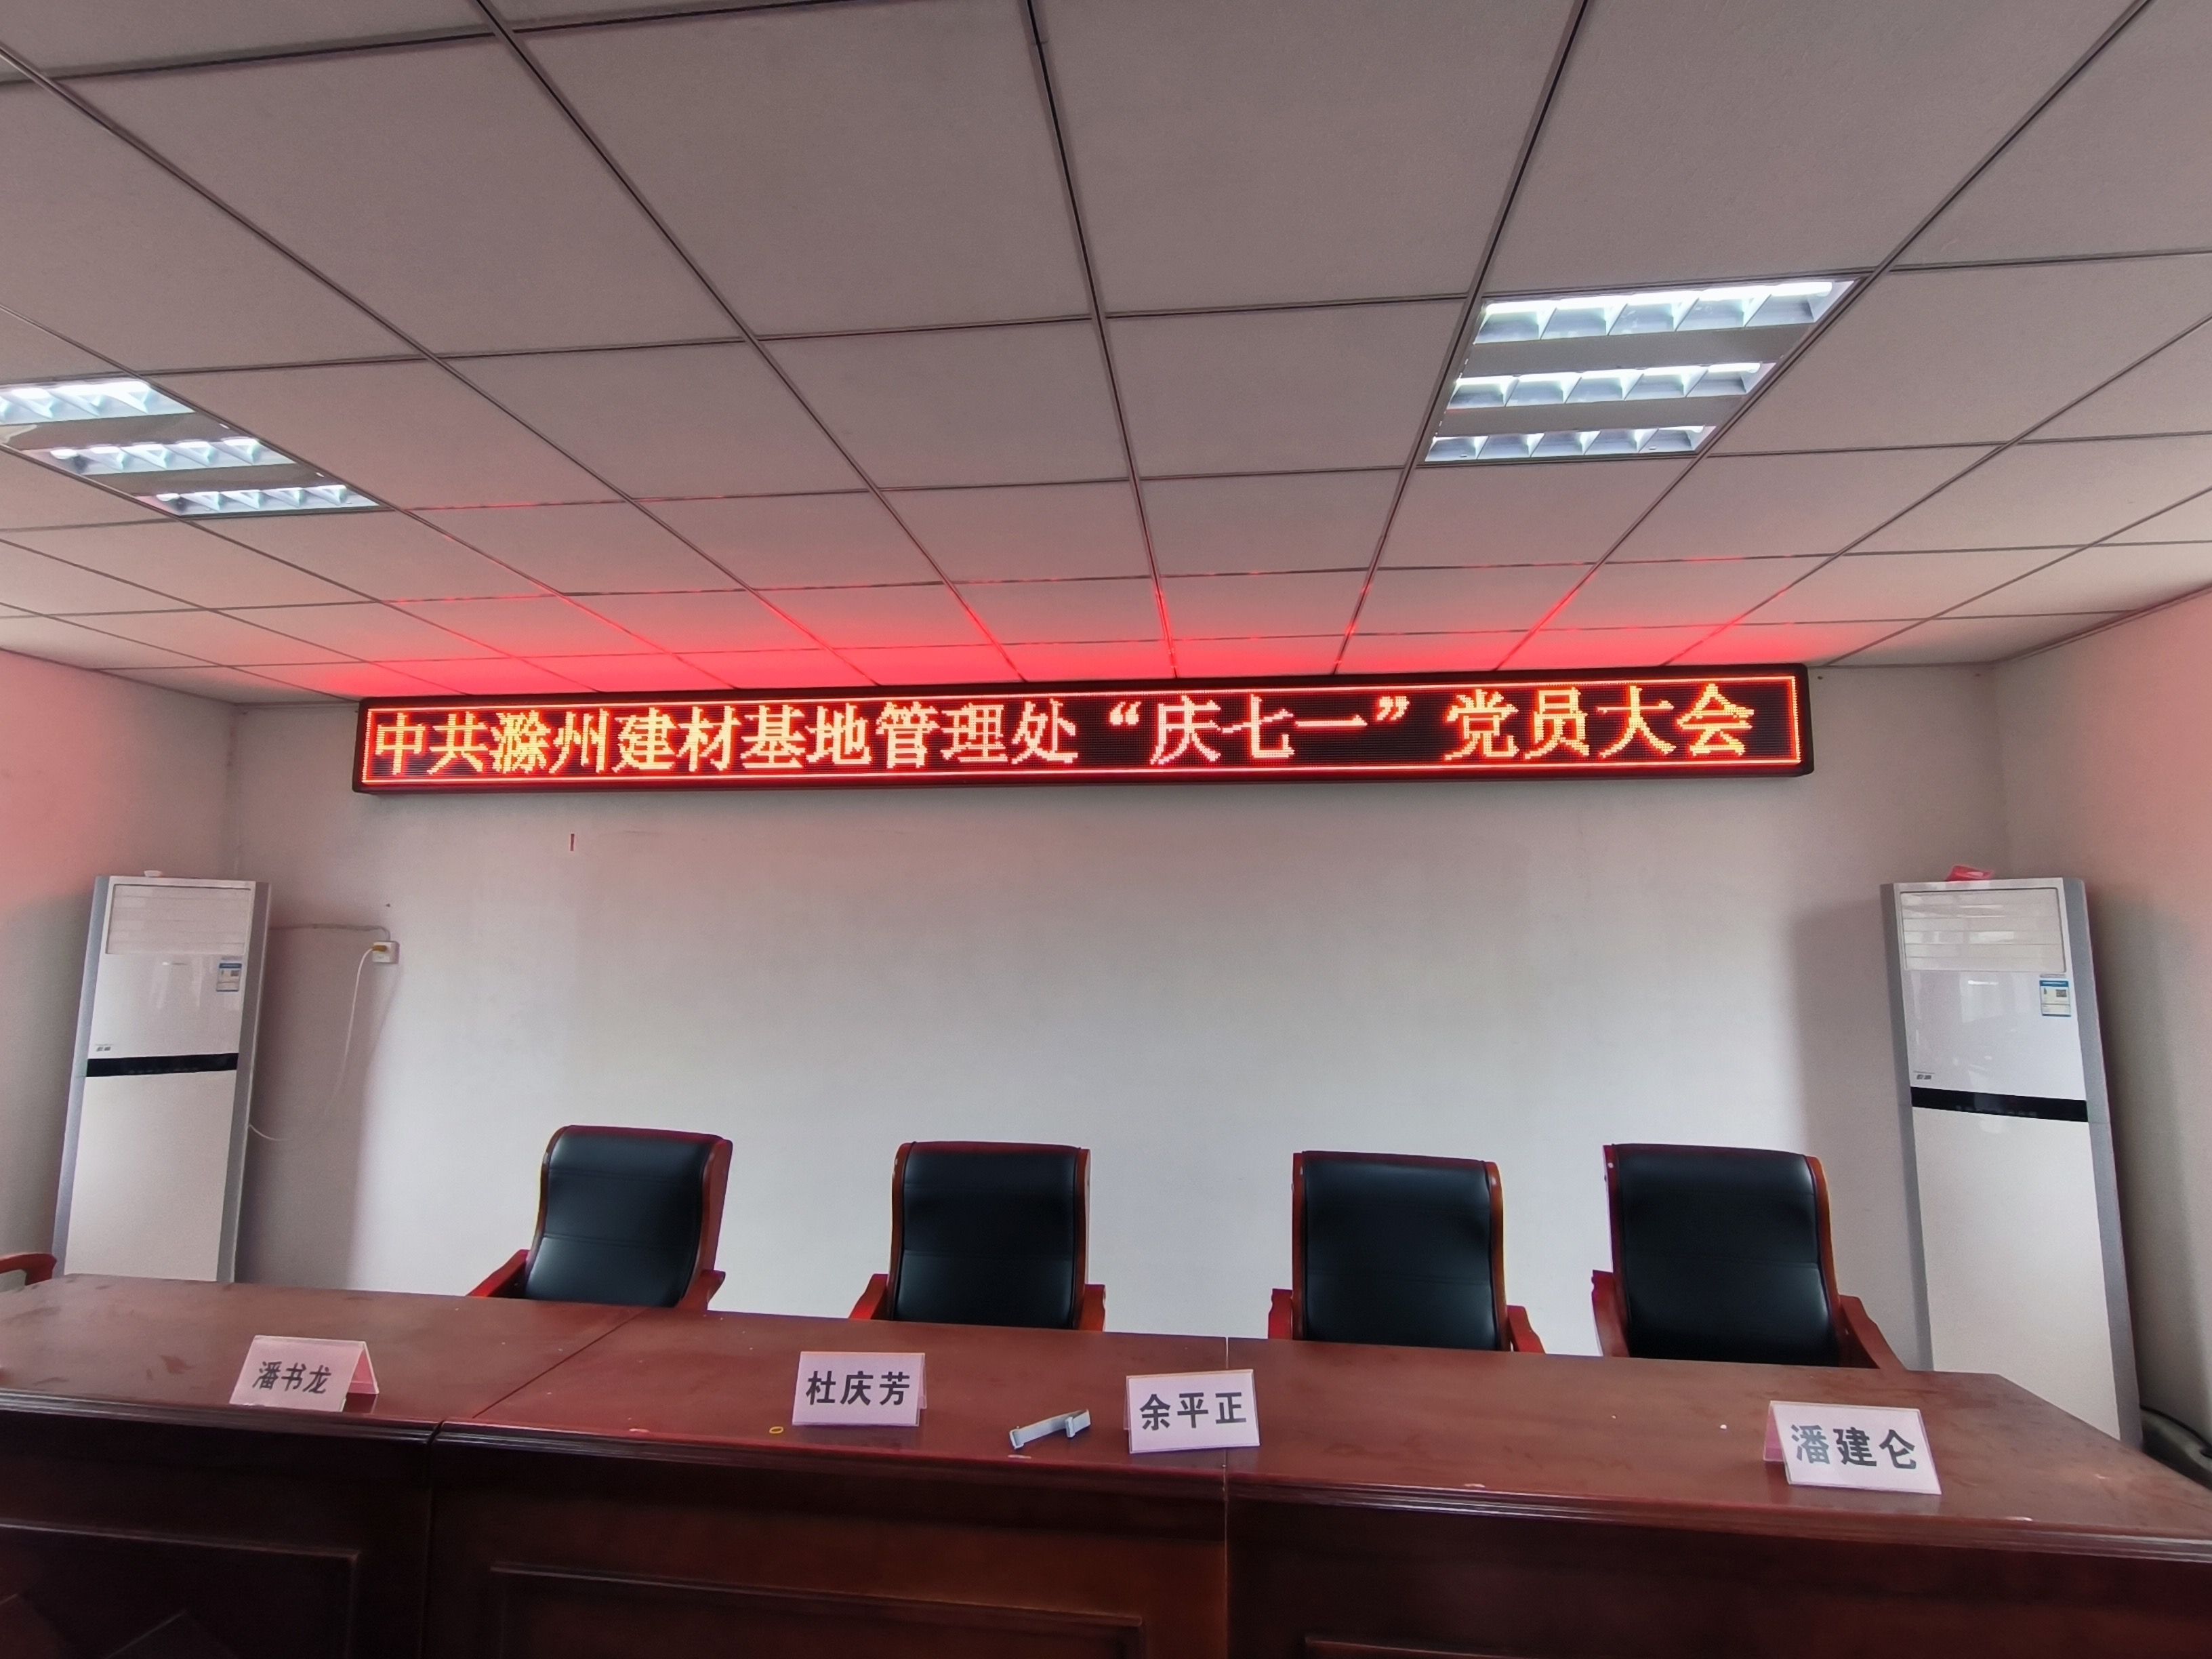 中共滁州建材基地管理处“庆七一”党员大会
潘书龙
杜庆芳
余平正
潘建仑